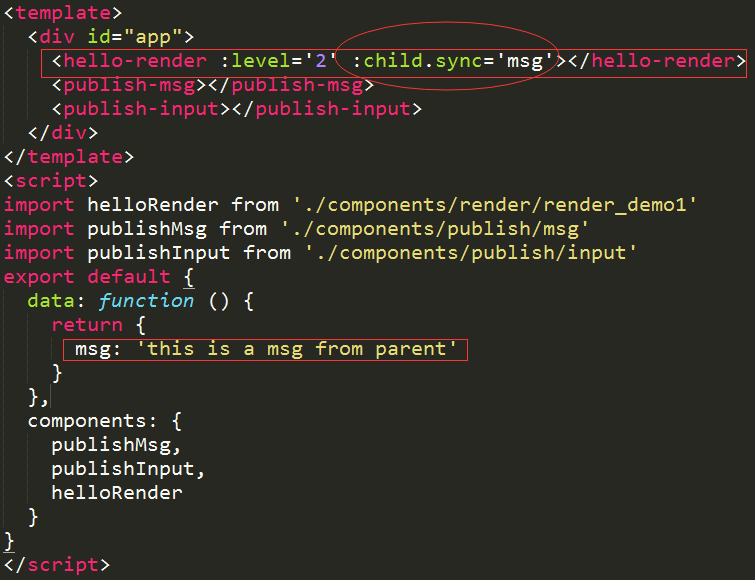 <template>
  <div id="app">
    <hello-render :level='2' :child.sync='msg'></hello-render>
    <publish-msg></publish-msg>
    <publish-input></publish-input>
  </div>
</template>
<script>
import helloRender from './components/render/render_demo1'
import publishMsg from './components/publish/msg'
import publishInput from './components/publish/input'
export default {
  data: function () {
    return {
      msg: 'this is a msg from parent'
    }
  },
  components: {
    publishMsg,
    publishInput,
    helloRender
  }
}
</script>